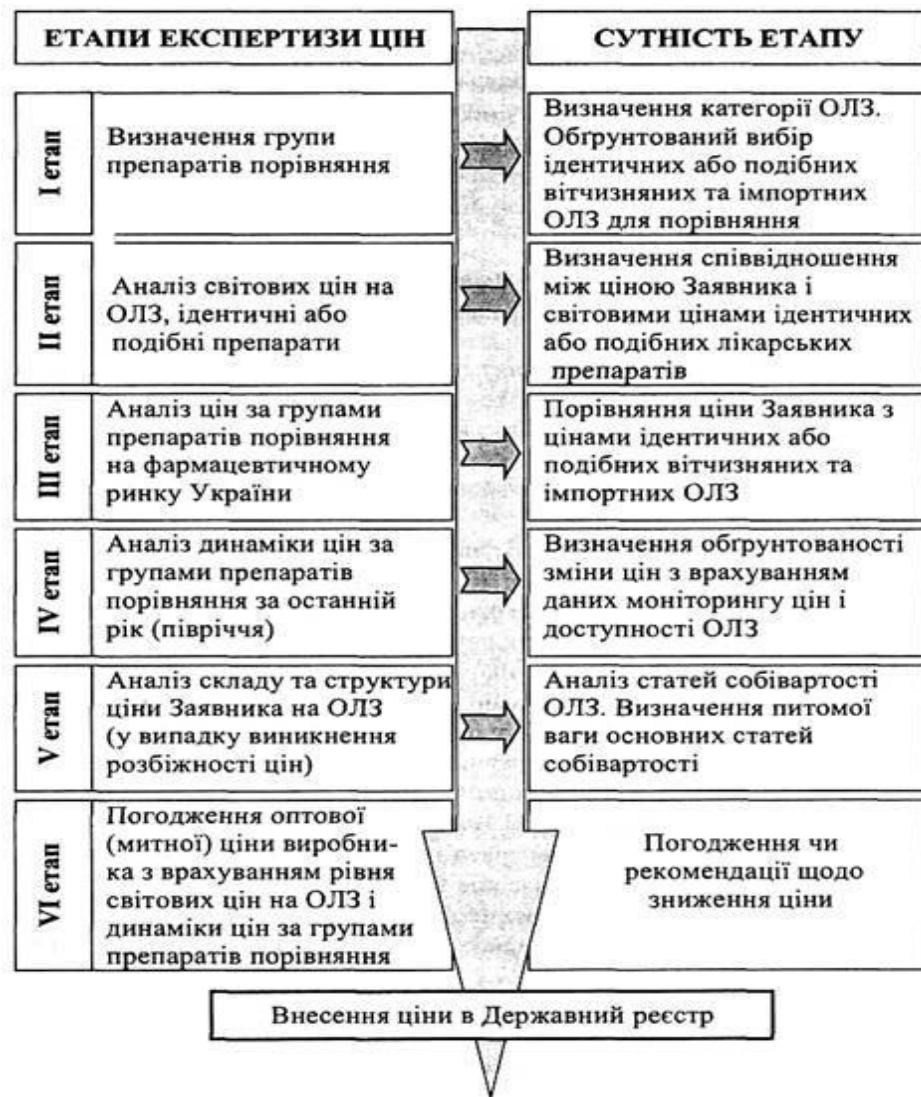 ЕТАПИ ЕКСПЕРТИЗИ ЦІН
СУТНІСТЬ ЕТАПУ
I етап
Визначення групи
препаратів порівняння
Визначення категорії ОЛЗ.
Обґрунтований вибір
ідентичних або подібних
вітчизняних та імпортних
ОЛЗ для порівняння
II етап
Аналіз світових цін на
ОЛЗ, ідентичні або
подібні препарати
Визначення співвідношення
між ціною Заявника і
світовими цінами ідентичних
або подібних лікарських
препаратів
III етап
Аналіз цін за групами
препаратів порівняння
на фармацевтичному
ринку України
Порівняння ціни Заявника з
цінами ідентичних або
подібних вітчизняних та
імпортних ОЛЗ
IV етап
Аналіз динаміки цін за
групами препаратів
порівняння за останній
рік (півріччя)
Визначення обґрунтованості
зміни цін з врахуванням
даних моніторингу цін і
доступності ОЛЗ
V етап
Аналіз складу та структури
ціни Заявника на ОЛЗ
(у випадку виникнення
розбіжності цін)
Аналіз статей собівартості
ОЛЗ. Визначення питомої
ваги основних статей
собівартості
VI етап
Погодження оптової
(митної) ціни виробни-
ка з врахуванням рівня
світових цін на ОЛЗ і
динаміки цін за групами
препаратів порівняння
Погодження чи
рекомендації щодо
зниження ціни
Внесення ціни в Державний реєстр